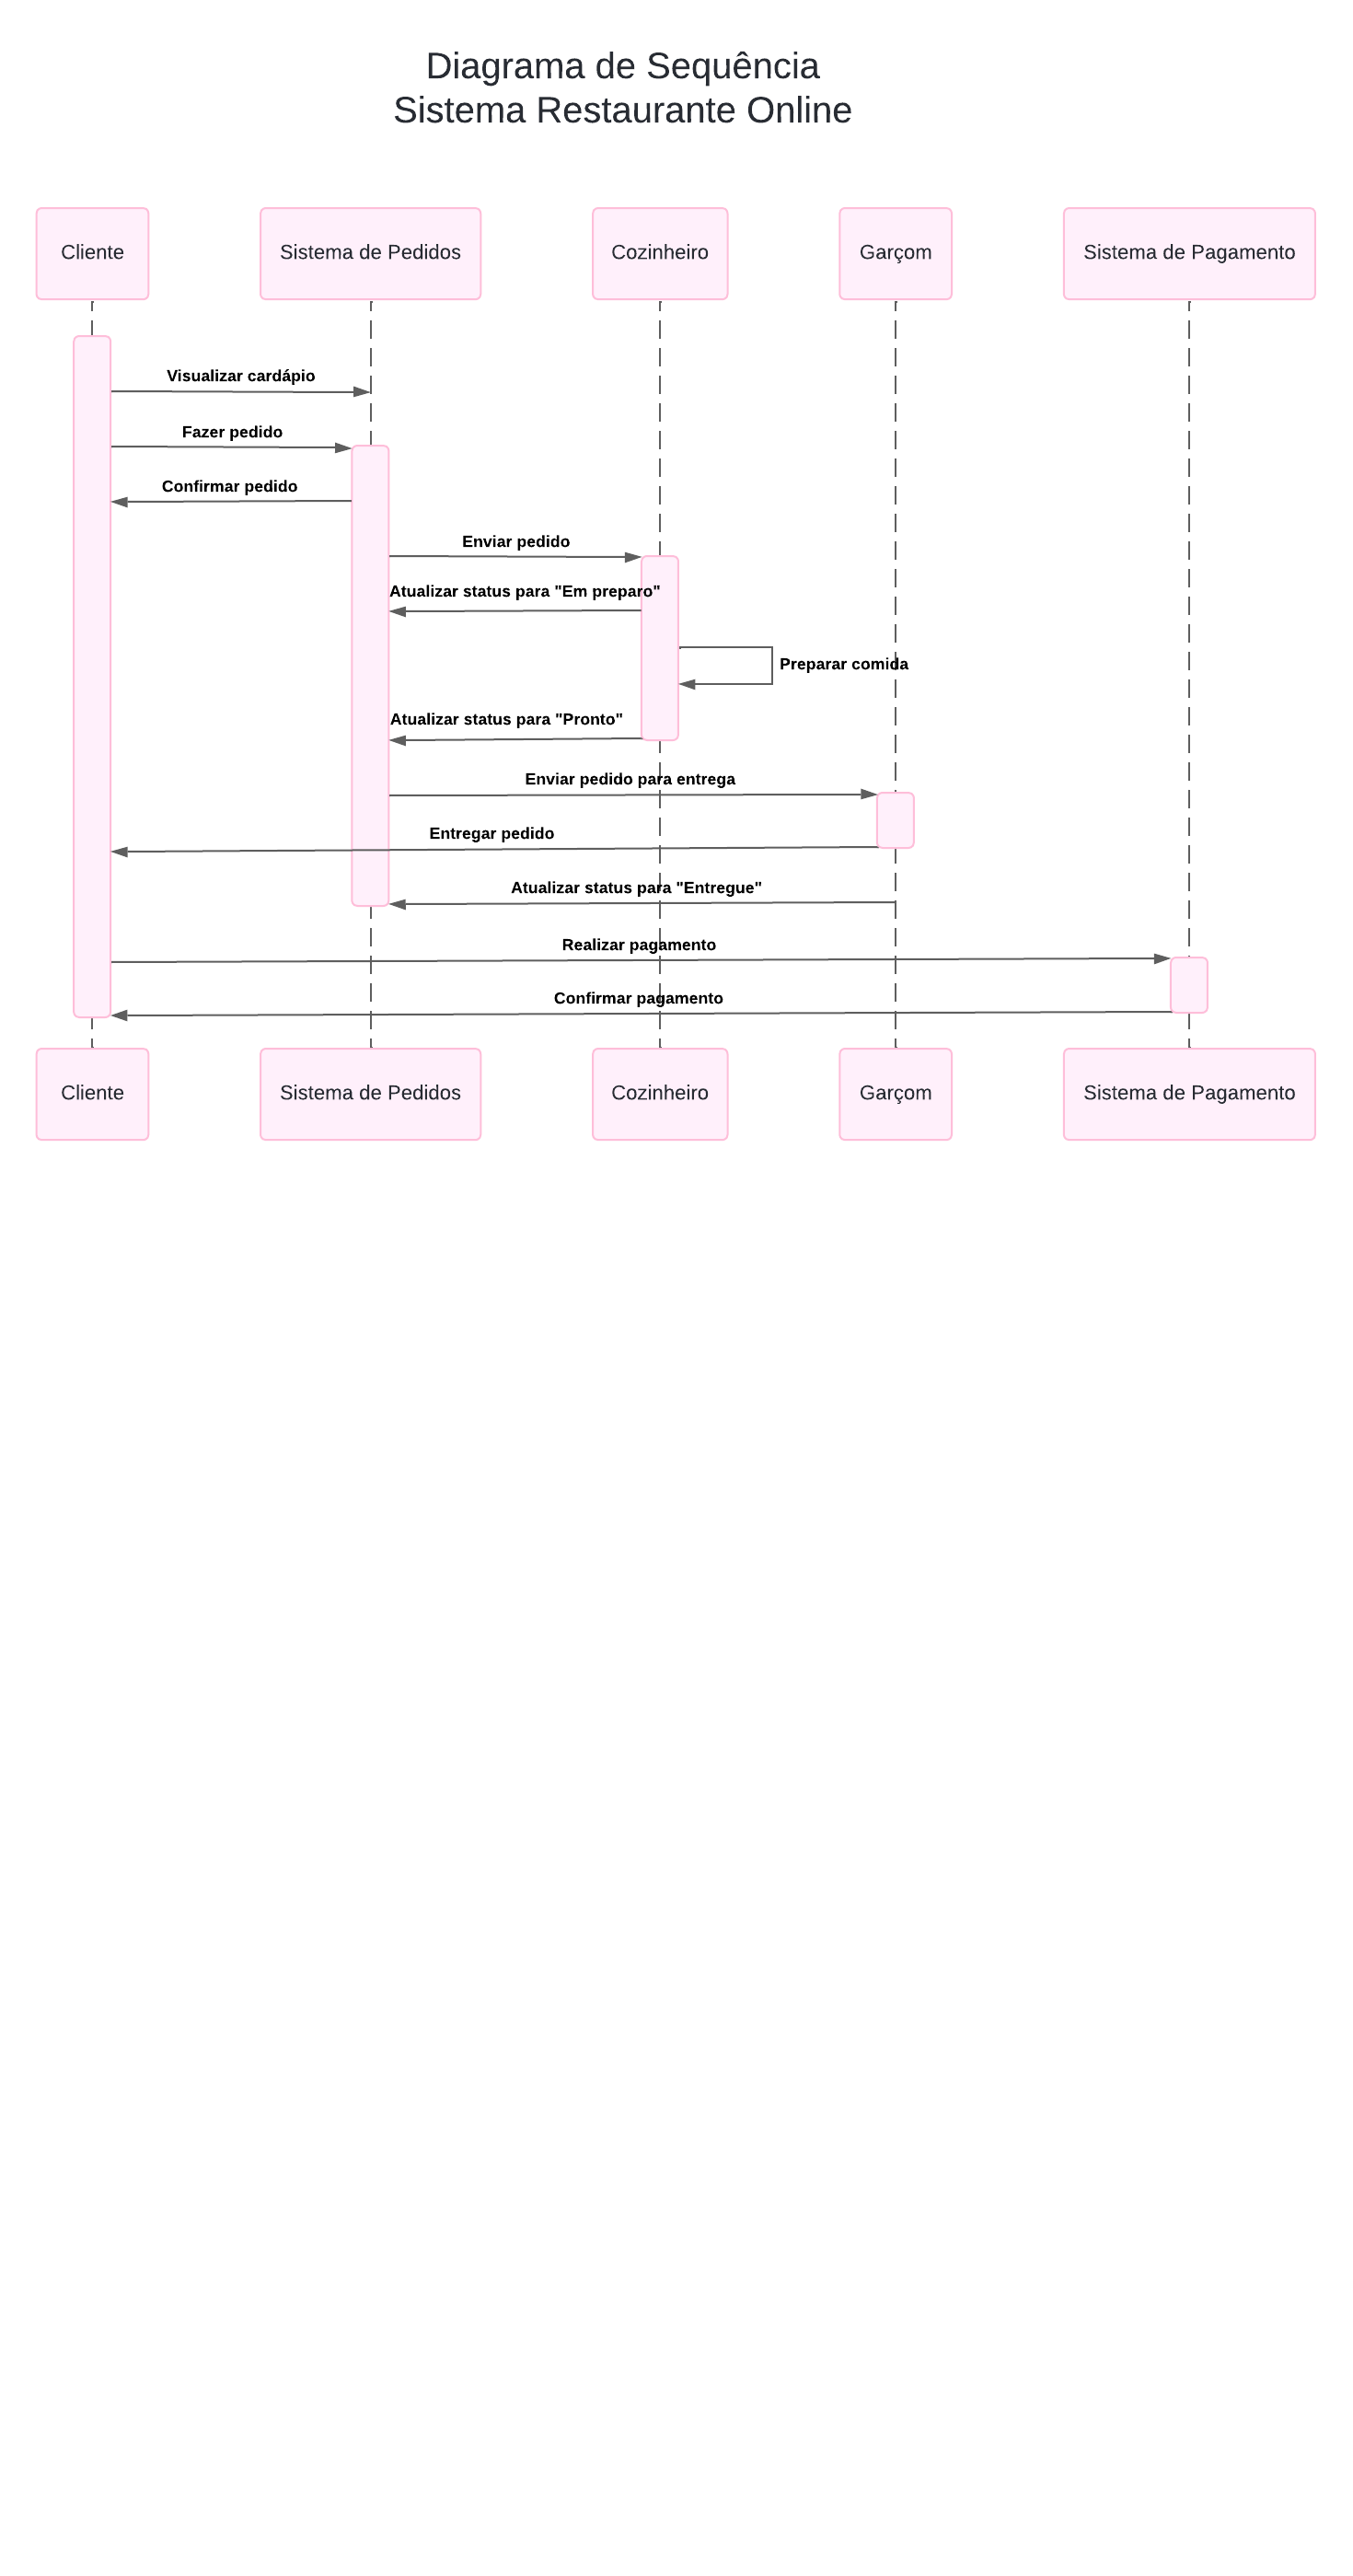 Diagrama de Sequência
Sistema Restaurante Online
Cliente
Sistema de Pedidos
Cozinheiro
Garçom
Sistema de Pagamento
Visualizar cardápio
Fazer pedido
Confirmar pedido
Enviar pedido
Atualizar status para "Em preparo"
Preparar comida
Atualizar status para "Pronto"
Enviar pedido para entrega
Entregar pedido
Atualizar status para "Entregue"
Realizar pagamento
Confirmar pagamento
Cliente
Sistema de Pedidos
Cozinheiro
Garçom
Sistema de Pagamento